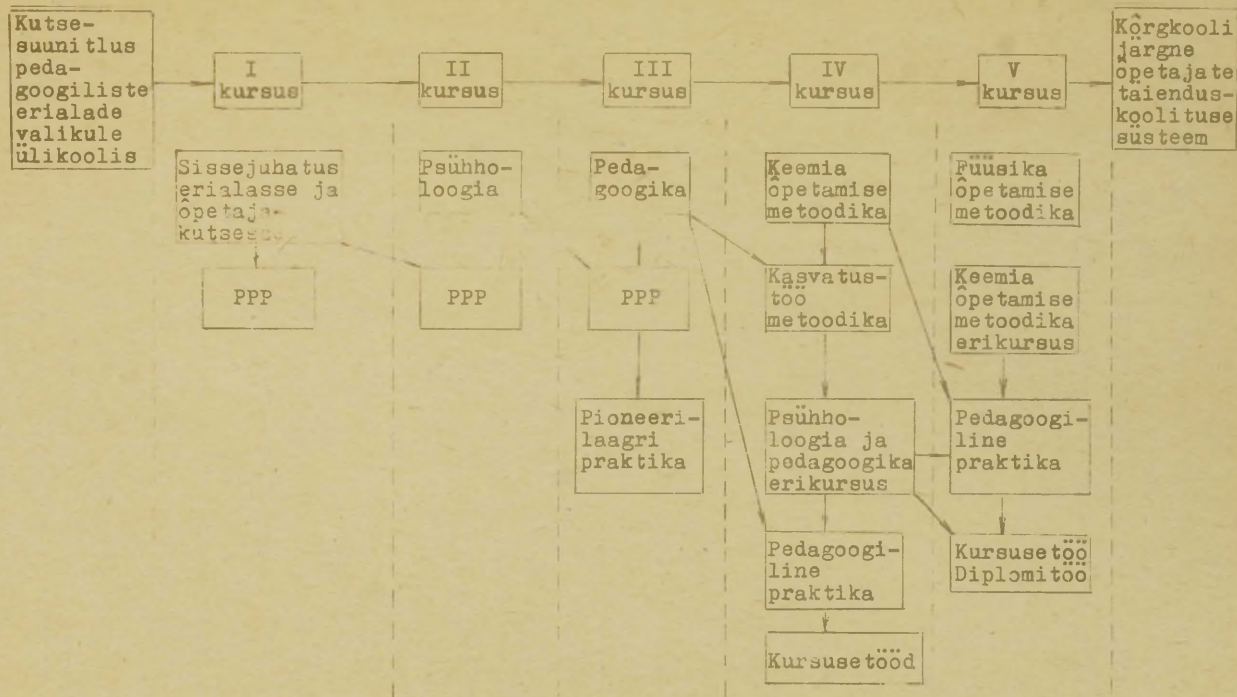 Kutse-
suunitlus
peda-
googiliste
erialade
valikule
ülikoolis
I
kursus
II
kursus
III
kursus
IV
kursus
V
kursus
Kõrgkooli
järgne
õpetajate
täiendus-
koolituse
süsteem
Sissejuhatus
erialasse ja
õpetaja-
Psühho-
loogia
Peda-
googika
Keemia
õpetamise
metoodika
Füüsika
õpetamise
metoodika
PPP
PPP
PPP
Kasvatus-
töö
metoodika
Keemia
õpetamise
metoodika
erikursus
Pioneeri-
laagri
praktika
Psühho-
loogia ja
pedagoogika
erikursus
Pedagoogi-
line
praktika
Pedagoogi-
line
praktika
Kursusetöö
Diplomitöö
Kursusetööd